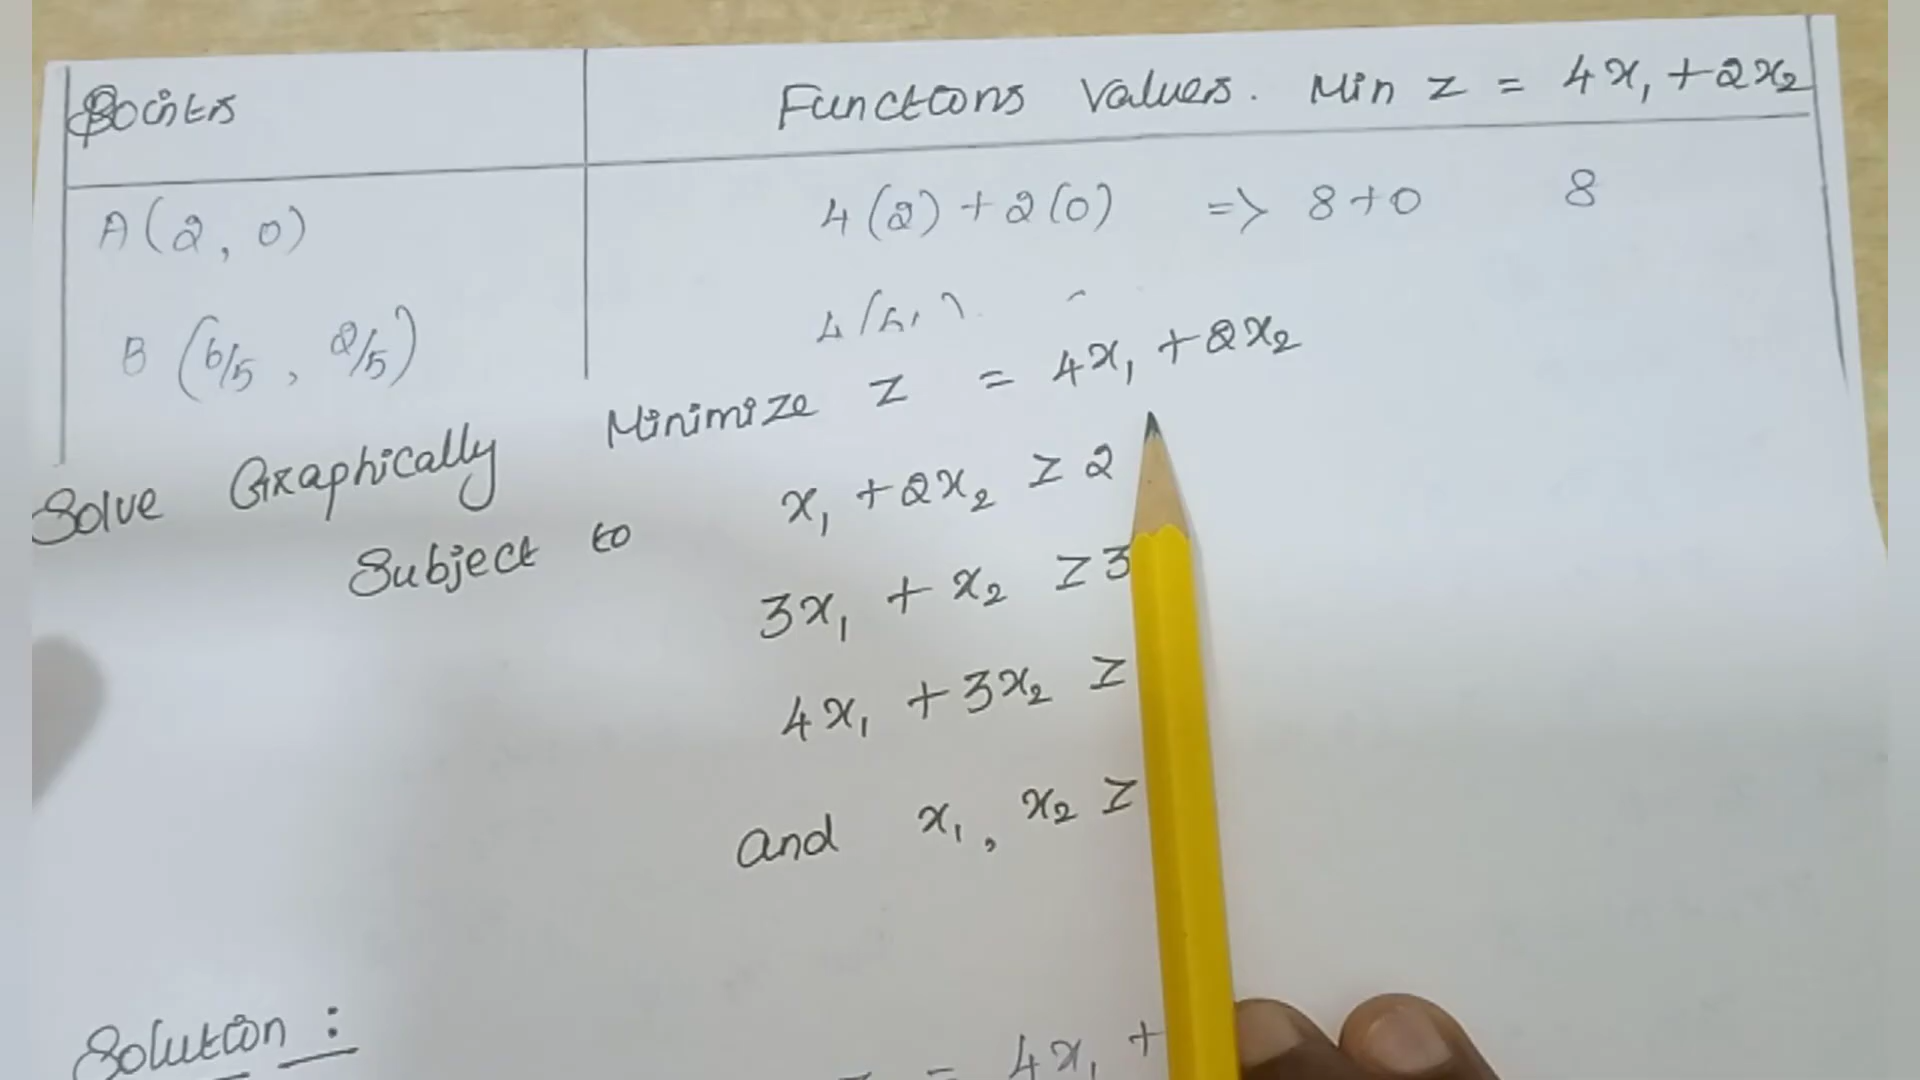 Points Functions Values. Min Z = 4x₁ + 2x₂
A (2, 0) 4(2) + 2(0) => 8+0 8
B (6/5, 2/5)
Solve Graphically Minimize Z = 4x₁ + 2x₂
Subject to x₁ + 2x₂ ≥ 2
3x₁ + x₂ ≥ 3
4x₁ + 3x₂ ≥
and x₁, x₂ ≥
Solution :
= 4x₁ +